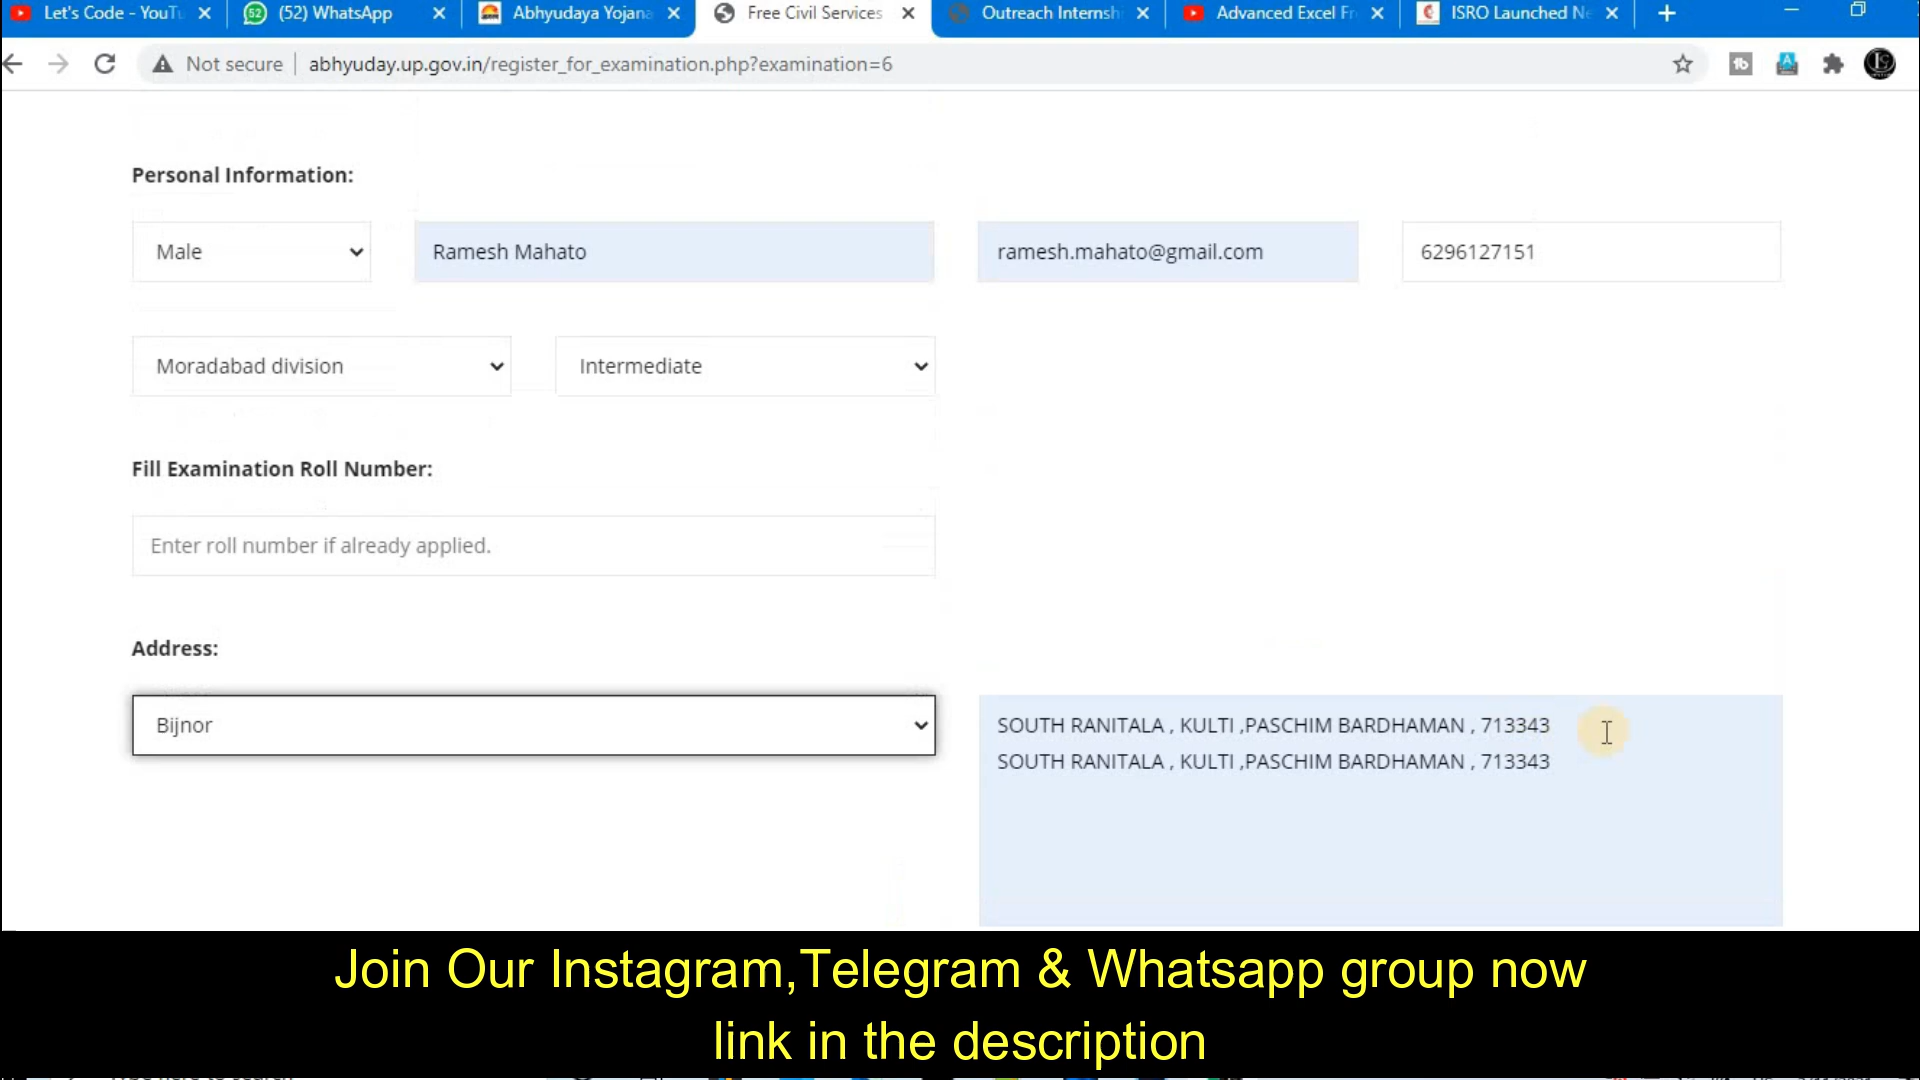 Let's Code - YouTu
52
(52) WhatsApp
Abhyudaya Yojana
Free Civil Services
Outreach Internshi
Advanced Excel Fr
ISRO Launched Ne
Not secure
abhyuday.up.gov.in/register_for_examination.php?examination=6
Personal Information:
Male
Ramesh Mahato
ramesh.mahato@gmail.com
6296127151
Moradabad division
Intermediate
Fill Examination Roll Number:
Enter roll number if already applied.
Address:
Bijnor
SOUTH RANITALA , KULTI ,PASCHIM BARDHAMAN , 713343
SOUTH RANITALA , KULTI ,PASCHIM BARDHAMAN , 713343
Join Our Instagram,Telegram & Whatsapp group now
link in the description